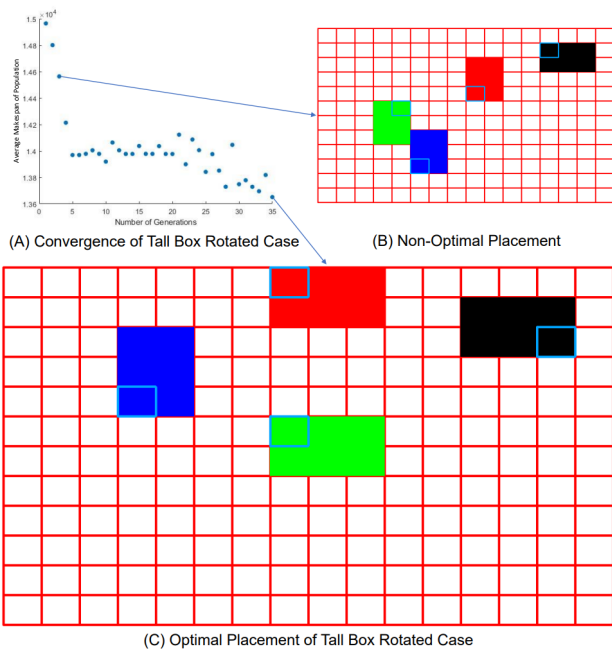 1.5 ×10⁴
1.48
1.46
1.44
1.42
1.4
1.38
1.36
Average Makespan of Population
0 5 10 15 20 25 30 35
Number of Generations
(A) Convergence of Tall Box Rotated Case
(B) Non-Optimal Placement
(C) Optimal Placement of Tall Box Rotated Case